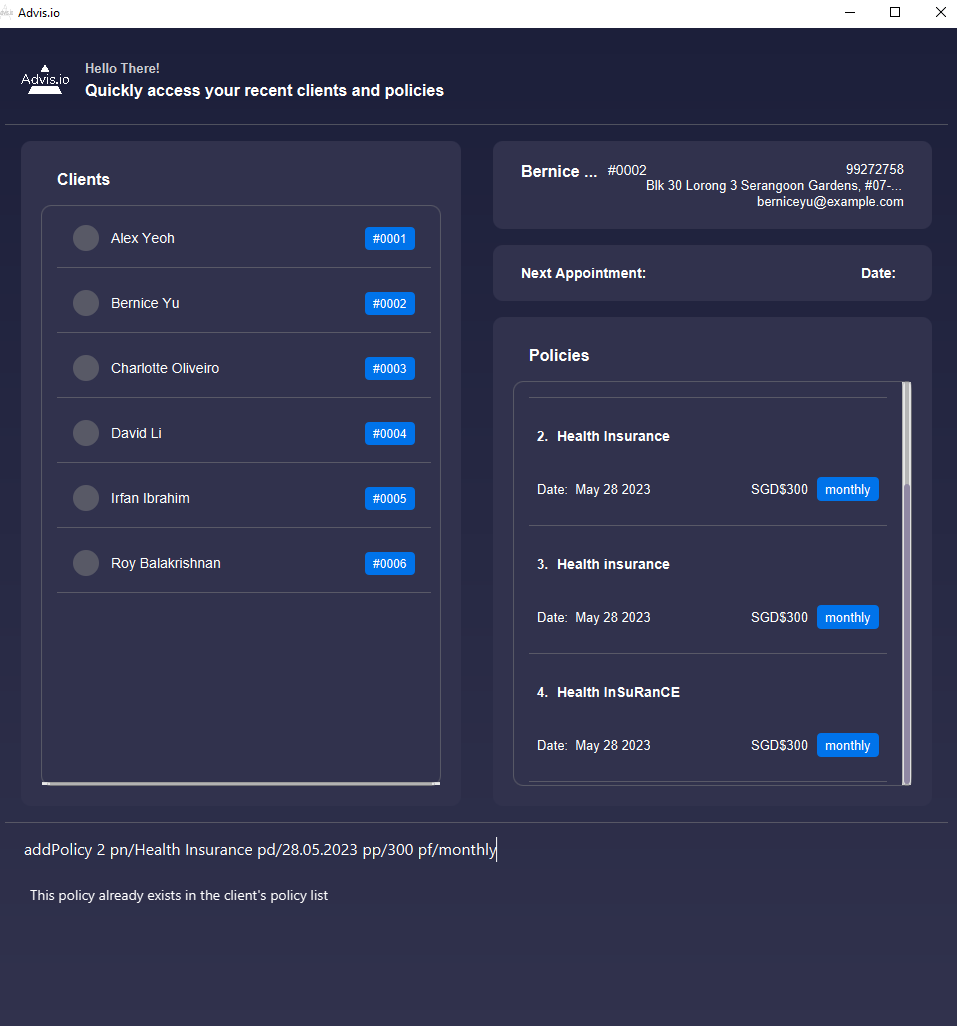 Advis.io
Advis.io
Hello There!
Quickly access your recent clients and policies
Clients
Alex Yeoh #0001
Bernice Yu #0002
Charlotte Oliveiro #0003
David Li #0004
Irfan Ibrahim #0005
Roy Balakrishnan #0006
Bernice ... #0002 99272758
Blk 30 Lorong 3 Serangoon Gardens, #07-...
berniceyu@example.com
Next Appointment: Date:
Policies
2. Health Insurance
Date: May 28 2023 SGD$300 monthly
3. Health insurance
Date: May 28 2023 SGD$300 monthly
4. Health InSuRanCE
Date: May 28 2023 SGD$300 monthly
addPolicy 2 pn/Health Insurance pd/28.05.2023 pp/300 pf/monthly
This policy already exists in the client's policy list